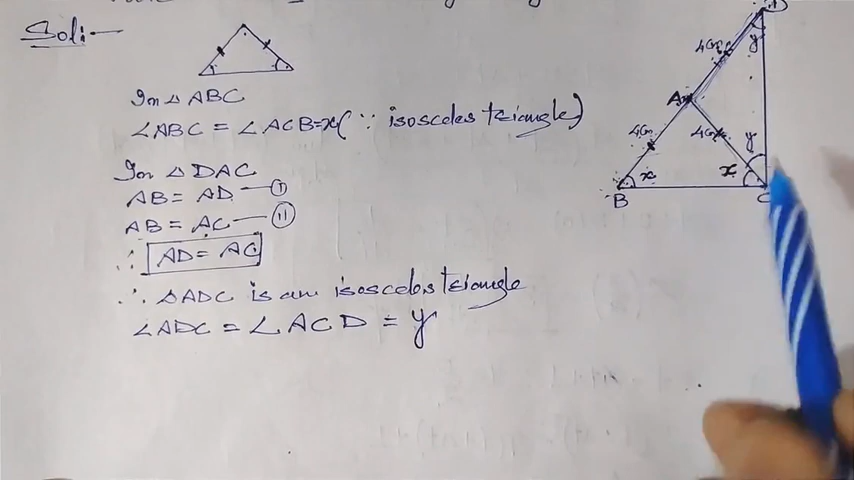 Sol:-
In △ ABC
∠ABC = ∠ACB=x(∵ isosceles triangle)
In △ DAC
AB = AD — I
AB = AC — II
∴ AD = AC
∴ △ADC is an isosceles triangle
∠ADC = ∠ACD = y
D
y
4cm
A
4cm
4cm
y
x
x
B
C